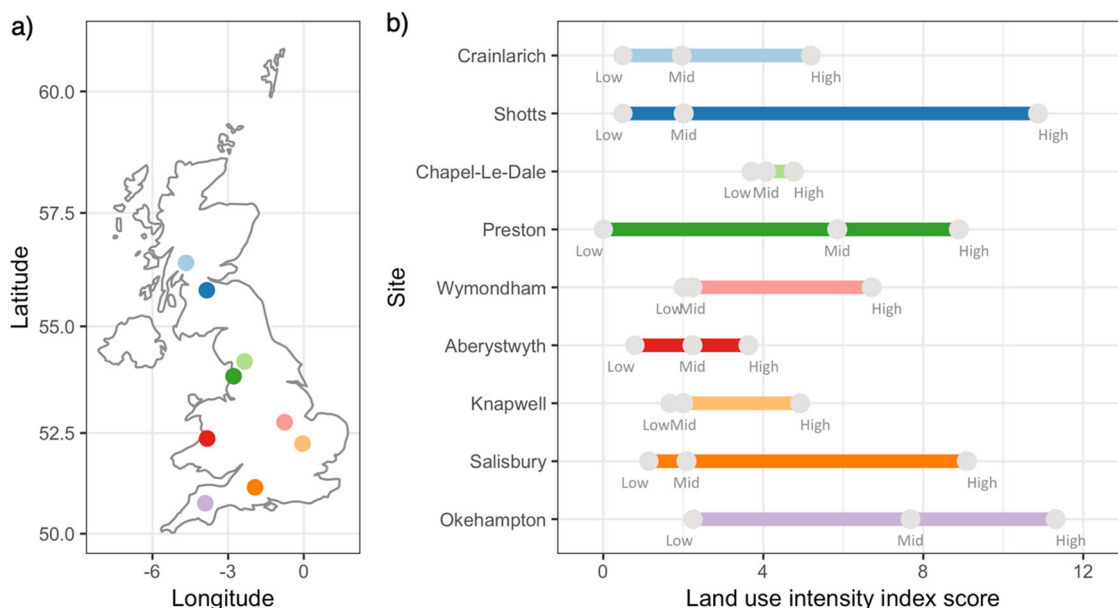 a)
60.0
57.5
55.0
52.5
50.0
Latitude
-6 -3 0
Longitude
b)
Site
Crainlarich
Low Mid High
Shotts
Low Mid High
Chapel-Le-Dale
Low Mid High
Preston
Low Mid High
Wymondham
Low Mid High
Aberystwyth
Low Mid High
Knapwell
Low Mid High
Salisbury
Low Mid High
Okehampton
Low Mid High
0 4 8 12
Land use intensity index score